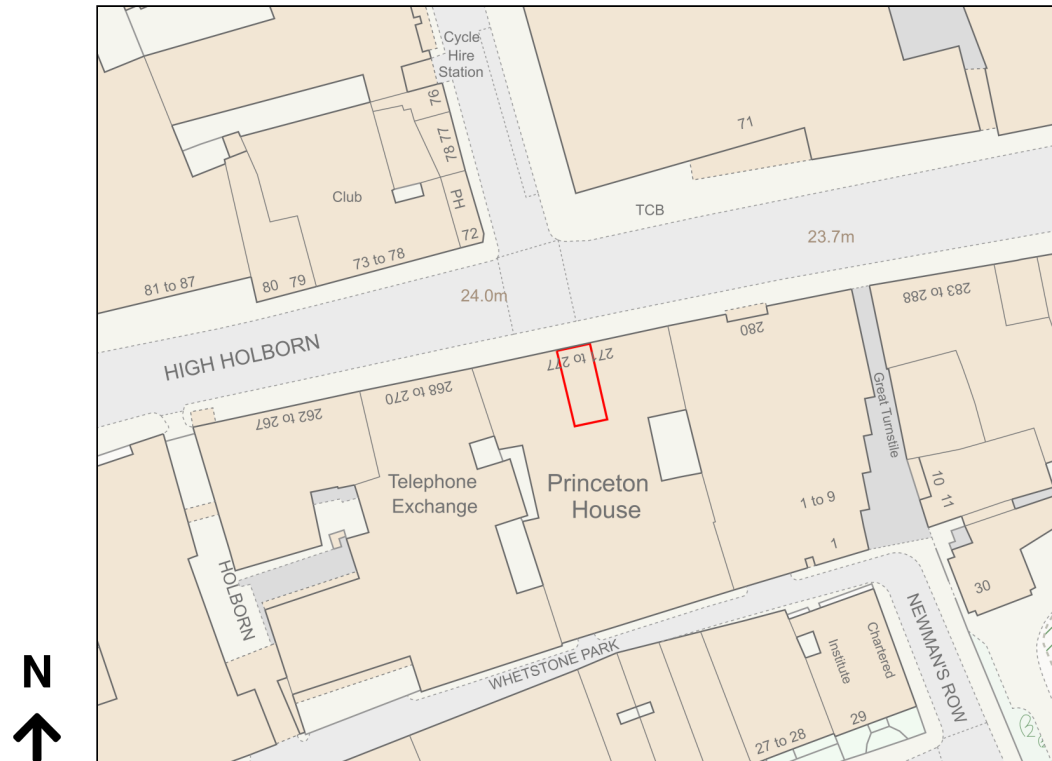 Cycle
Hire
Station
76
78 77
PH
72
Club
73 to 78
79
80
81 to 87
71
TCB
23.7m
24.0m
HIGH HOLBORN
262 to 267
268 to 270
271 to 277
280
283 to 288
Great Turnstile
Telephone
Exchange
Princeton
House
1 to 9
1
10
11
30
HOLBORN
WHETSTONE PARK
NEWMAN'S ROW
Chartered
Institute
29
27 to 28
N